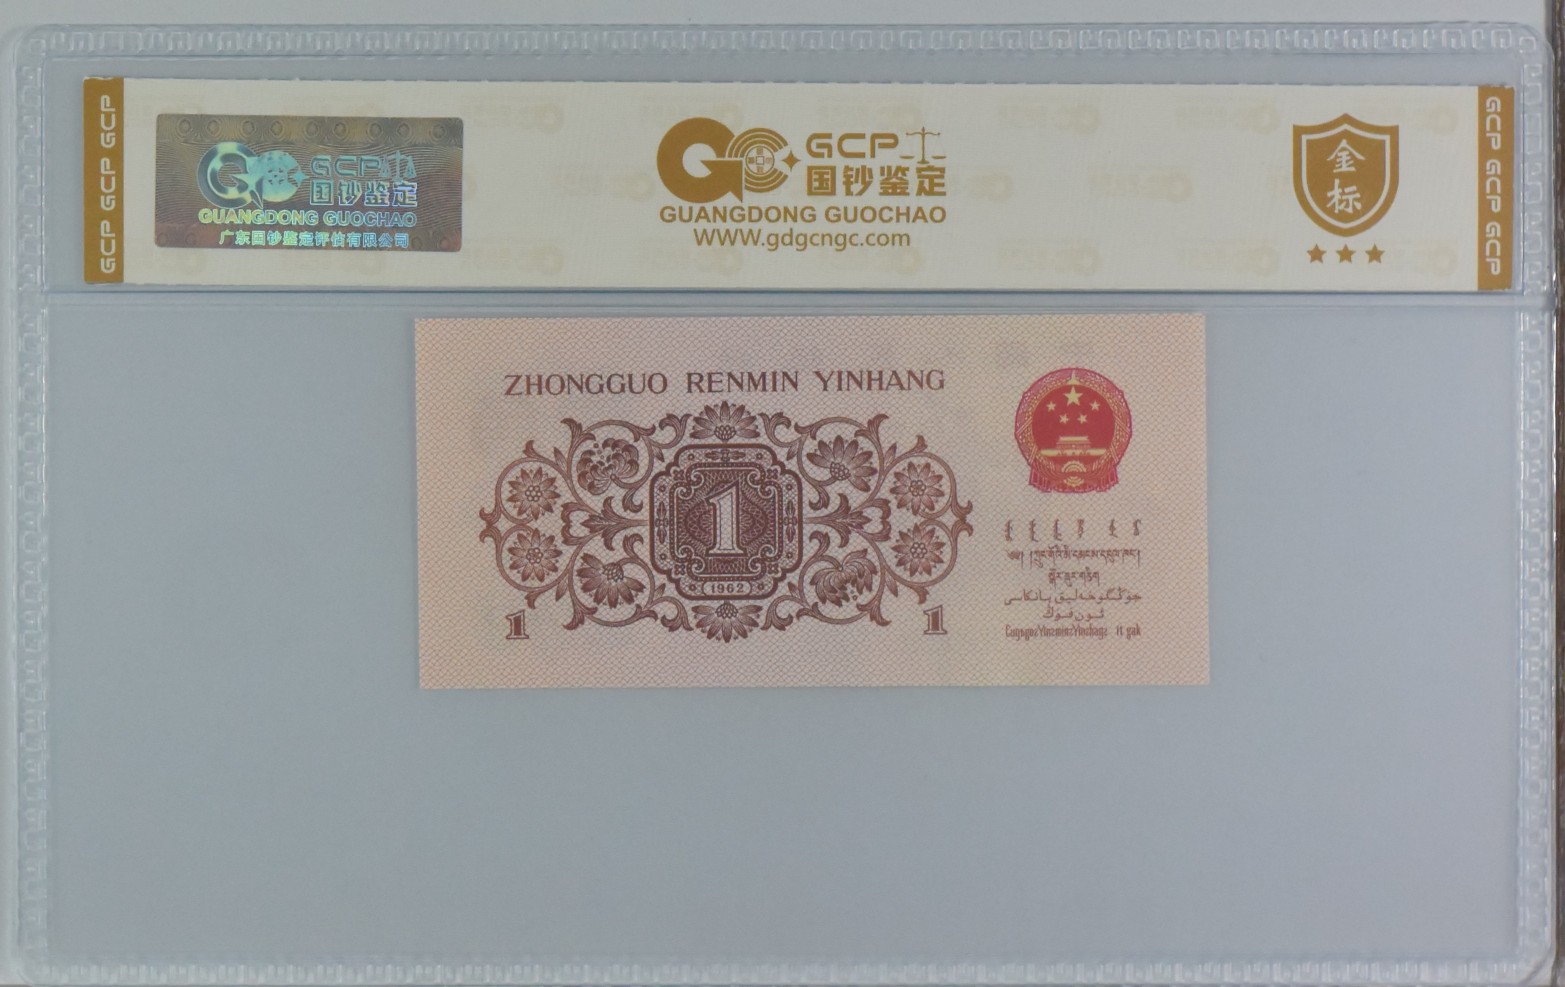 GCP GCP GCP
GCP
国钞鉴定
GUANGDONG GUOCHAO
广东国钞鉴定评估有限公司
GCP
国钞鉴定
GUANGDONG GUOCHAO
www.gdgcngc.com
金
标
GCP GCP GCP
ZHONGGUO RENMIN YINHANG
1
(1962)
1
1
جۇڭگوخەلىق بانكاسى